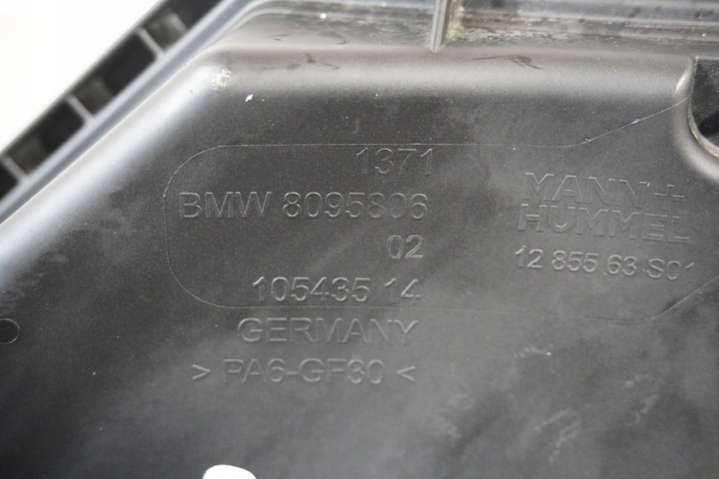 1371
BMW 8095806
02
105435 14
GERMANY
> PA6-GF30 <
MANN+
HUMMEL
12 855 63 S01